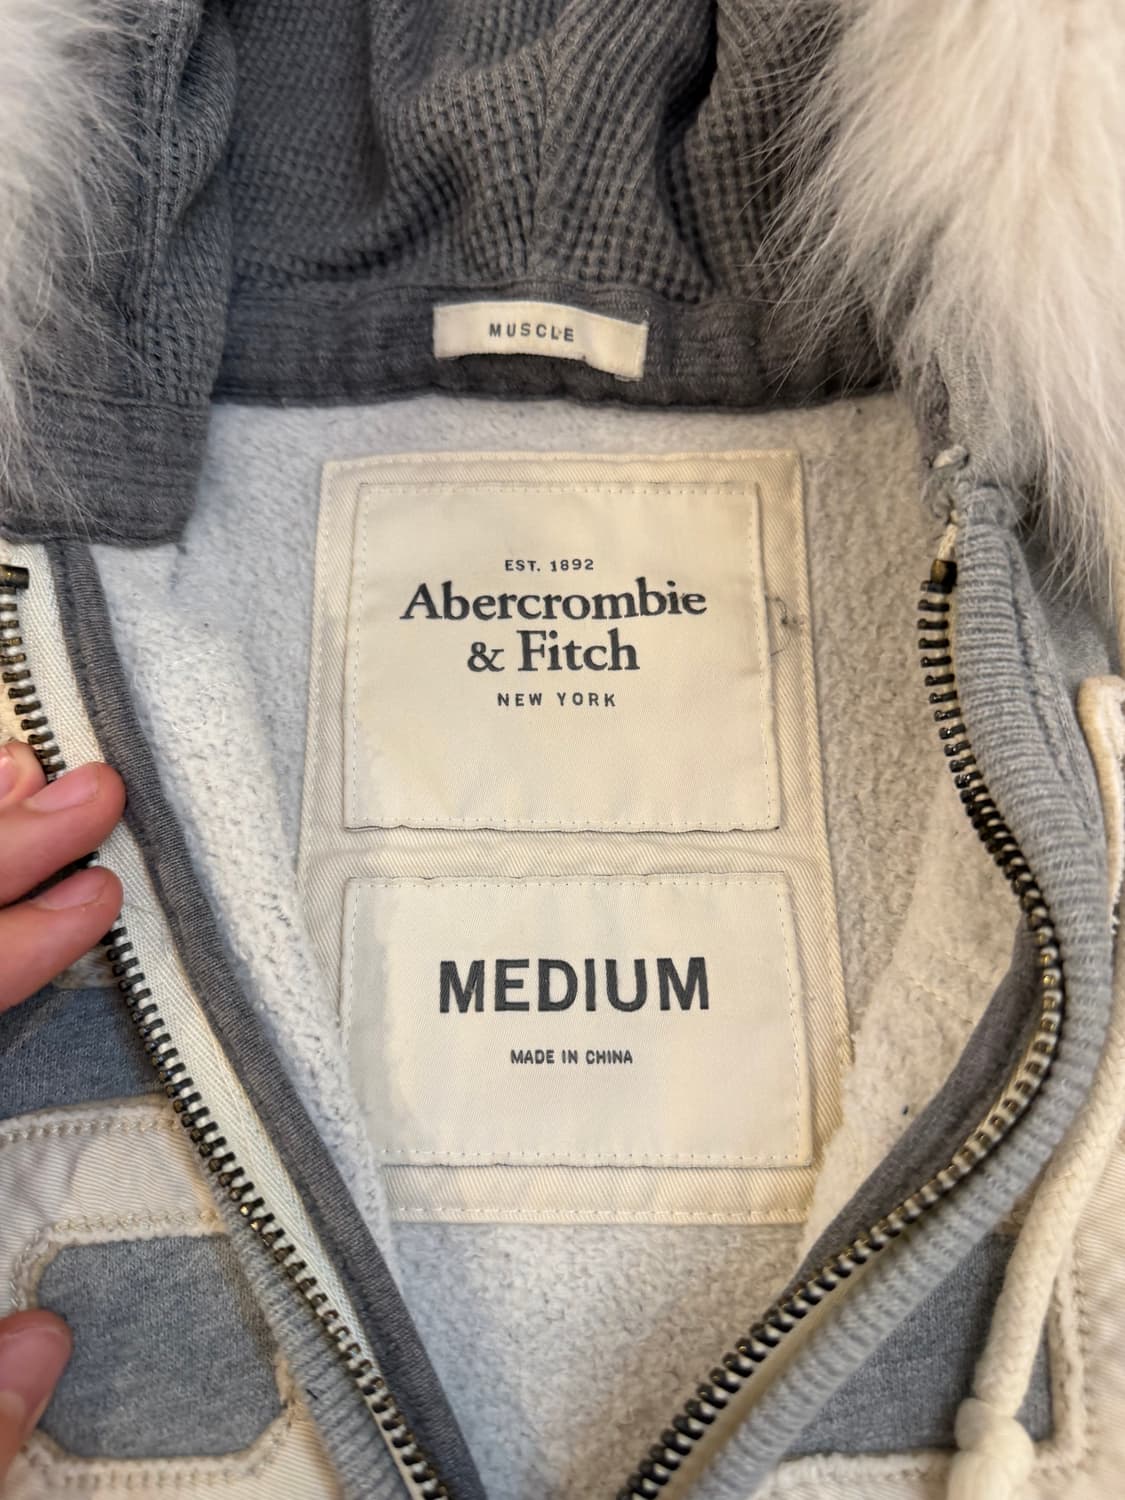 MUSCLE
EST. 1892
Abercrombie
& Fitch
NEW YORK
MEDIUM
MADE IN CHINA